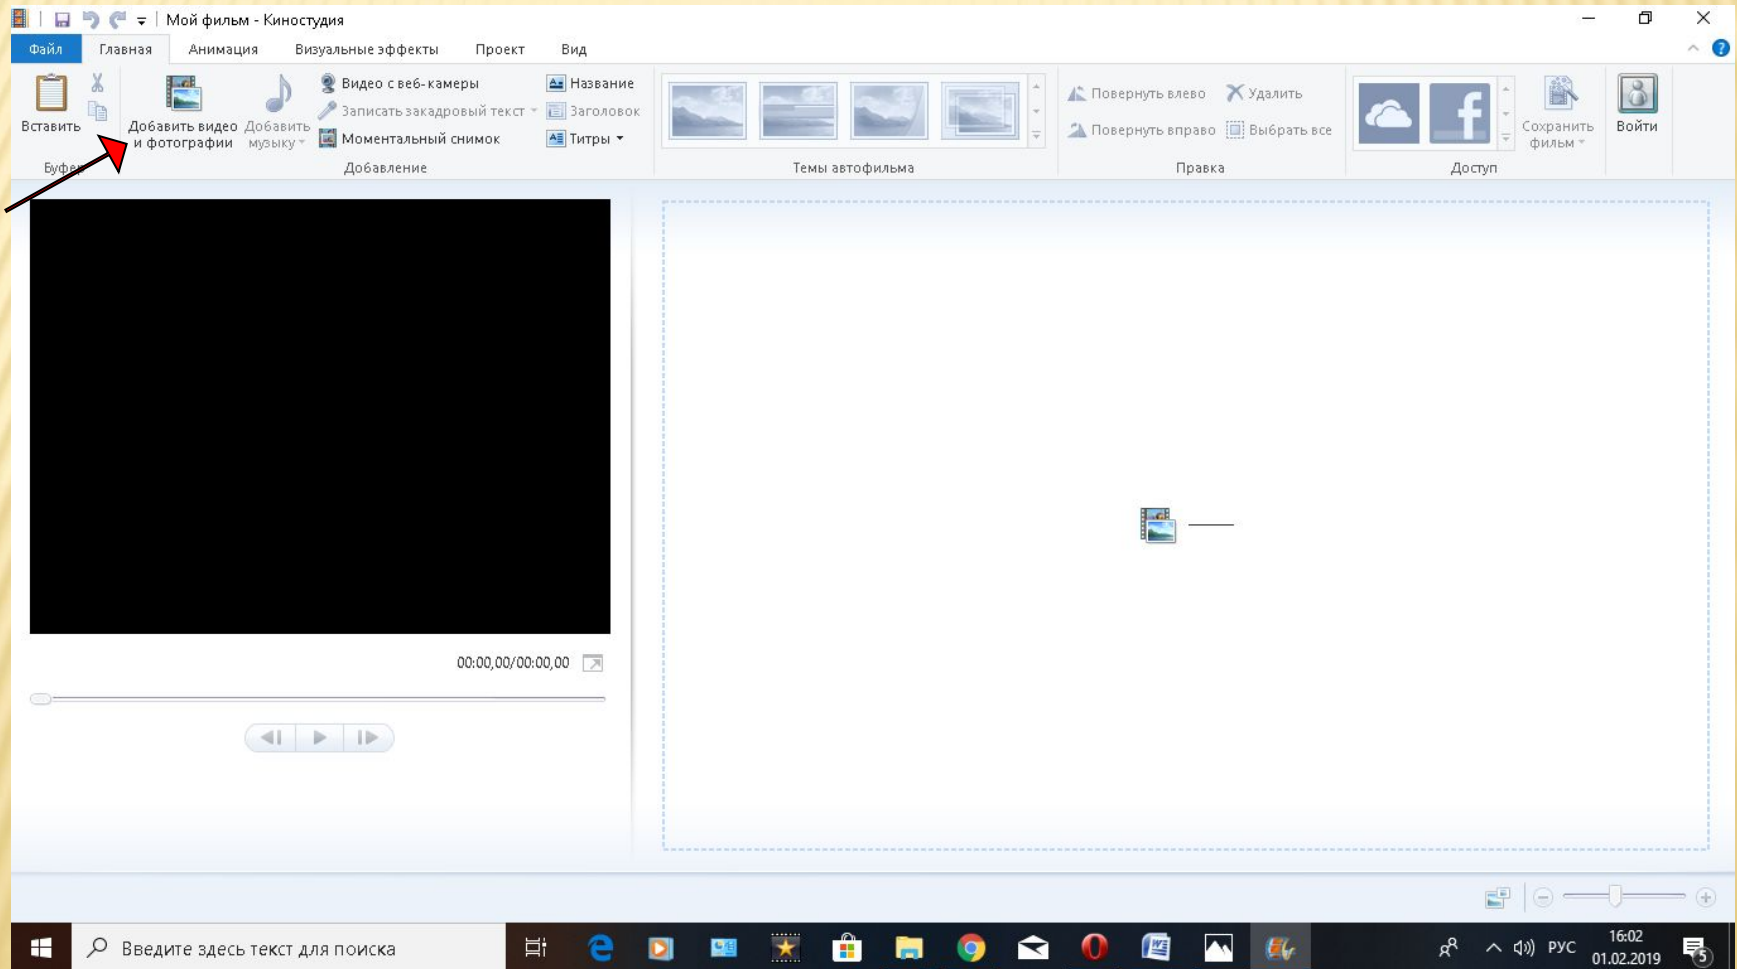 Мой фильм - Киностудия
Файл Главная Анимация Визуальные эффекты Проект Вид
Вставить
Буфер
Добавить видео и фотографии
Добавить музыку
Видео с веб-камеры
Записать закадровый текст
Моментальный снимок
Название
Заголовок
Титры
Добавление
Темы автофильма
Повернуть влево
Повернуть вправо
Удалить
Выбрать все
Правка
f
Доступ
Сохранить фильм
Войти
00:00,00/00:00,00
Введите здесь текст для поиска
РУС
16:02
01.02.2019
5